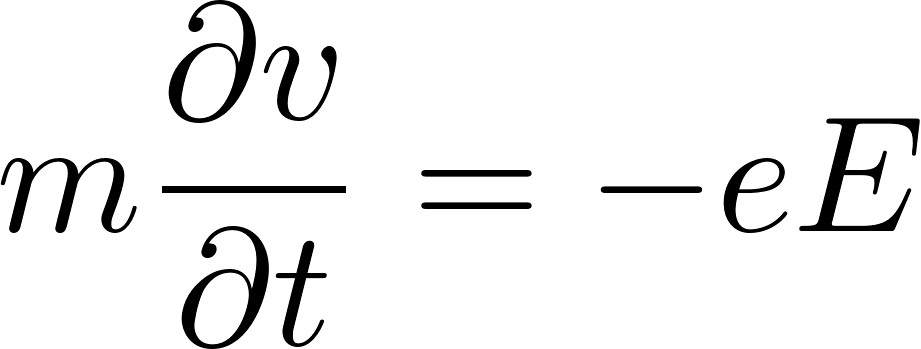 m ∂v/∂t = −eE